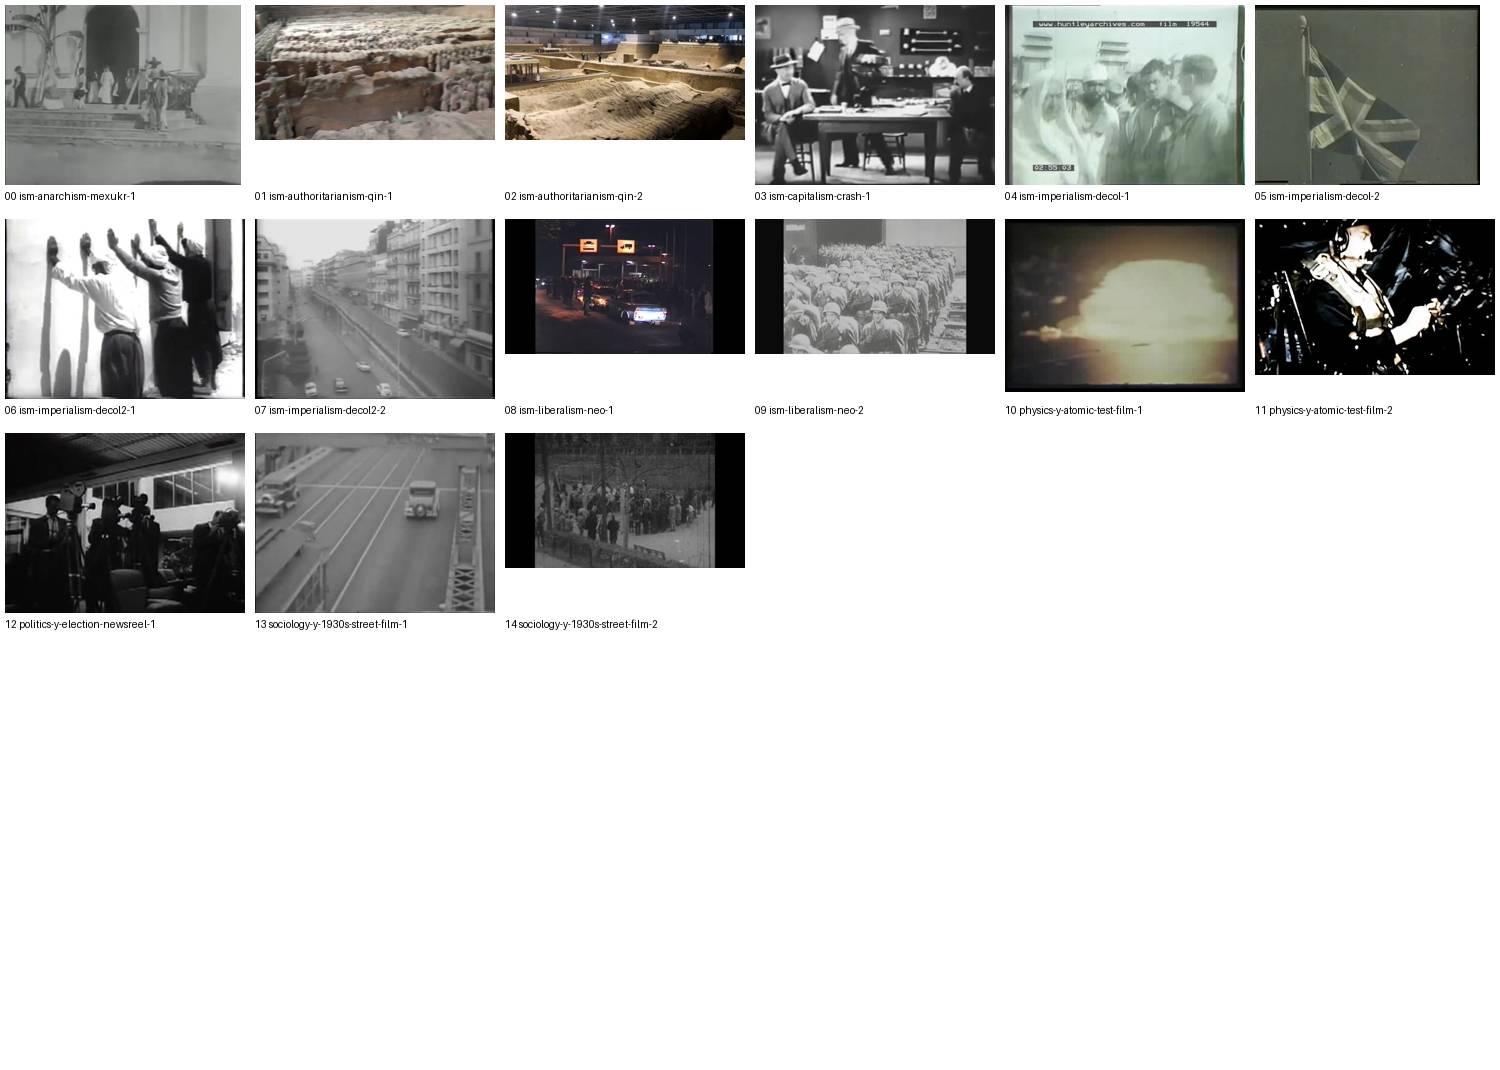 www.huntleyarchives.com film 19544
02:55:03
00 ism-anarchism-mexukr-1
01 ism-authoritarianism-qin-1
02 ism-authoritarianism-qin-2
03 ism-capitalism-crash-1
04 ism-imperialism-decol-1
05 ism-imperialism-decol-2
06 ism-imperialism-decol2-1
07 ism-imperialism-decol2-2
08 ism-liberalism-neo-1
09 ism-liberalism-neo-2
10 physics-y-atomic-test-film-1
11 physics-y-atomic-test-film-2
12 politics-y-election-newsreel-1
13 sociology-y-1930s-street-film-1
14 sociology-y-1930s-street-film-2